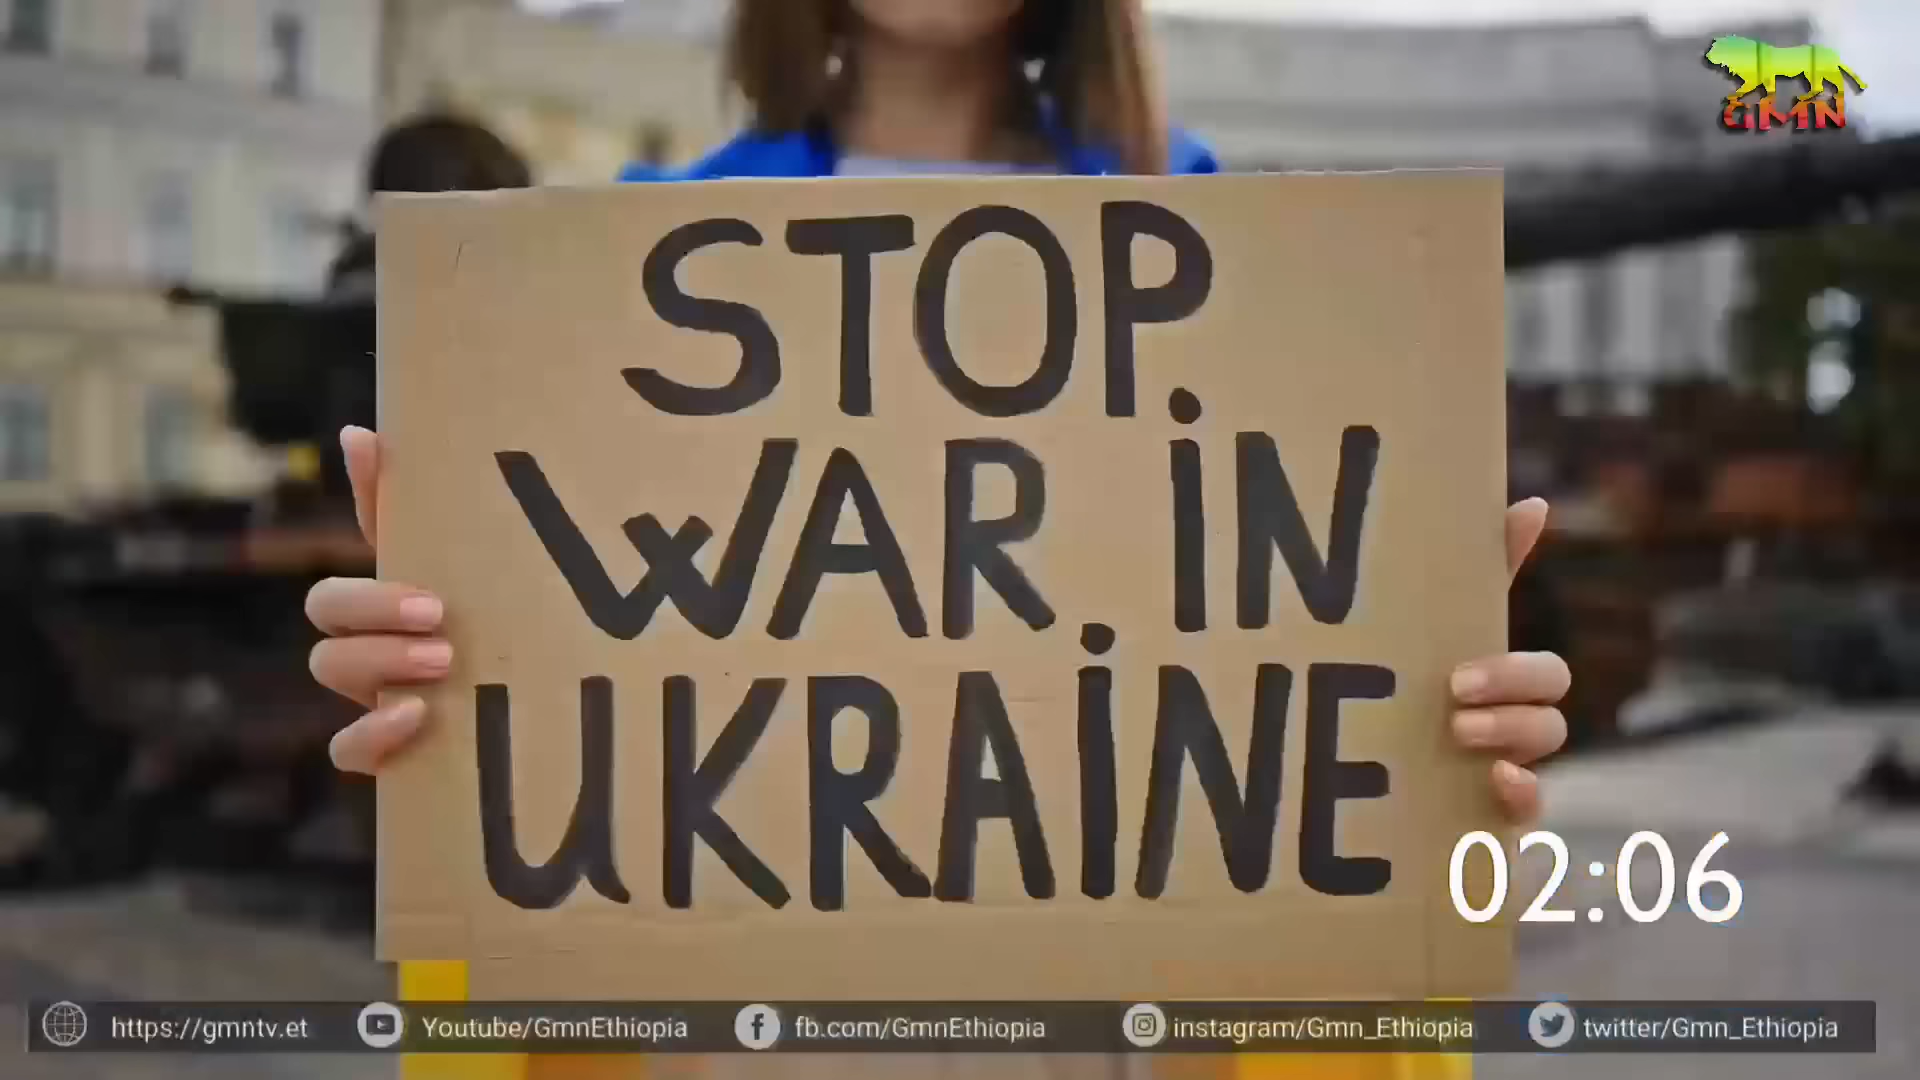 GMN
STOP
WAR IN
UKRAINE
02:06
https://gmntv.et
Youtube/GmnEthiopia
fb.com/GmnEthiopia
instagram/Gmn_Ethiopia
twitter/Gmn_Ethiopia